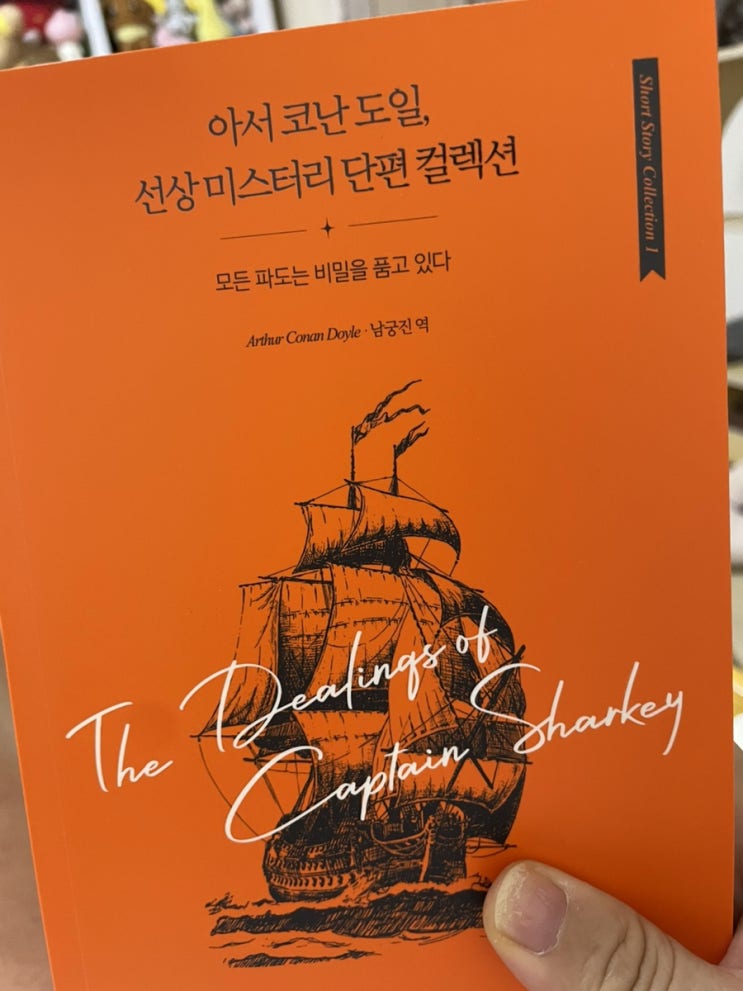 아서 코난 도일,
선상 미스터리 단편 컬렉션
모든 파도는 비밀을 품고 있다
Arthur Conan Doyle · 남궁진 역
Short Story Collection 1
The Dealings of
Captain Sharkey